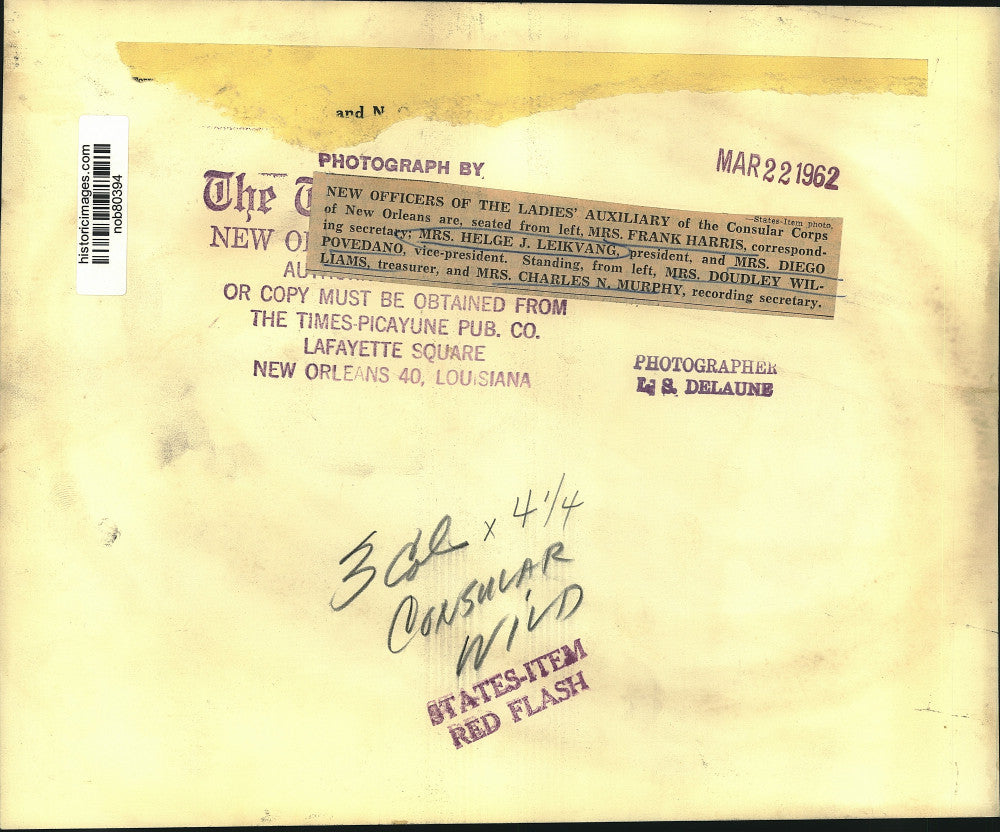 and N
historicimages.com
nob80394
PHOTOGRAPH BY
MAR 22 1962
The T
NEW O
AUT
OR COPY MUST BE OBTAINED FROM
THE TIMES-PICAYUNE PUB. CO.
LAFAYETTE SQUARE
NEW ORLEANS 40, LOUISIANA
—States-Item photo.
NEW OFFICERS OF THE LADIES' AUXILIARY of the Consular Corps
of New Orleans are, seated from left, MRS. FRANK HARRIS, correspond-
ing secretary; MRS. HELGE J. LEIKVANG, president, and MRS. DIEGO
POVEDANO, vice-president. Standing, from left, MRS. DOUDLEY WIL-
LIAMS, treasurer, and MRS. CHARLES N. MURPHY, recording secretary.
PHOTOGRAPHER
L. S. DELAUNE
3 Col x 4 1/4
CONSULAR
WILD
STATES-ITEM
RED FLASH